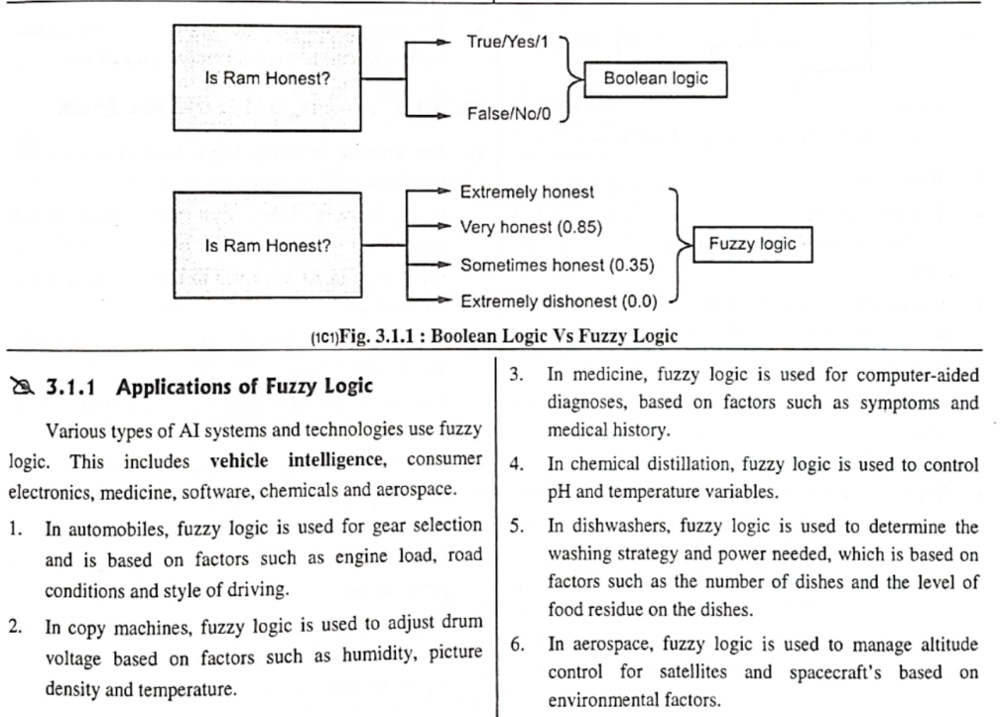 Is Ram Honest?
True/Yes/1
False/No/0
Boolean logic
Is Ram Honest?
Extremely honest
Very honest (0.85)
Sometimes honest (0.35)
Extremely dishonest (0.0)
Fuzzy logic
(1C1)Fig. 3.1.1 : Boolean Logic Vs Fuzzy Logic
3.1.1 Applications of Fuzzy Logic
Various types of AI systems and technologies use fuzzy
logic. This includes vehicle intelligence, consumer
electronics, medicine, software, chemicals and aerospace.
1. In automobiles, fuzzy logic is used for gear selection
and is based on factors such as engine load, road
conditions and style of driving.
2. In copy machines, fuzzy logic is used to adjust drum
voltage based on factors such as humidity, picture
density and temperature.
3. In medicine, fuzzy logic is used for computer-aided
diagnoses, based on factors such as symptoms and
medical history.
4. In chemical distillation, fuzzy logic is used to control
pH and temperature variables.
5. In dishwashers, fuzzy logic is used to determine the
washing strategy and power needed, which is based on
factors such as the number of dishes and the level of
food residue on the dishes.
6. In aerospace, fuzzy logic is used to manage altitude
control for satellites and spacecraft's based on
environmental factors.